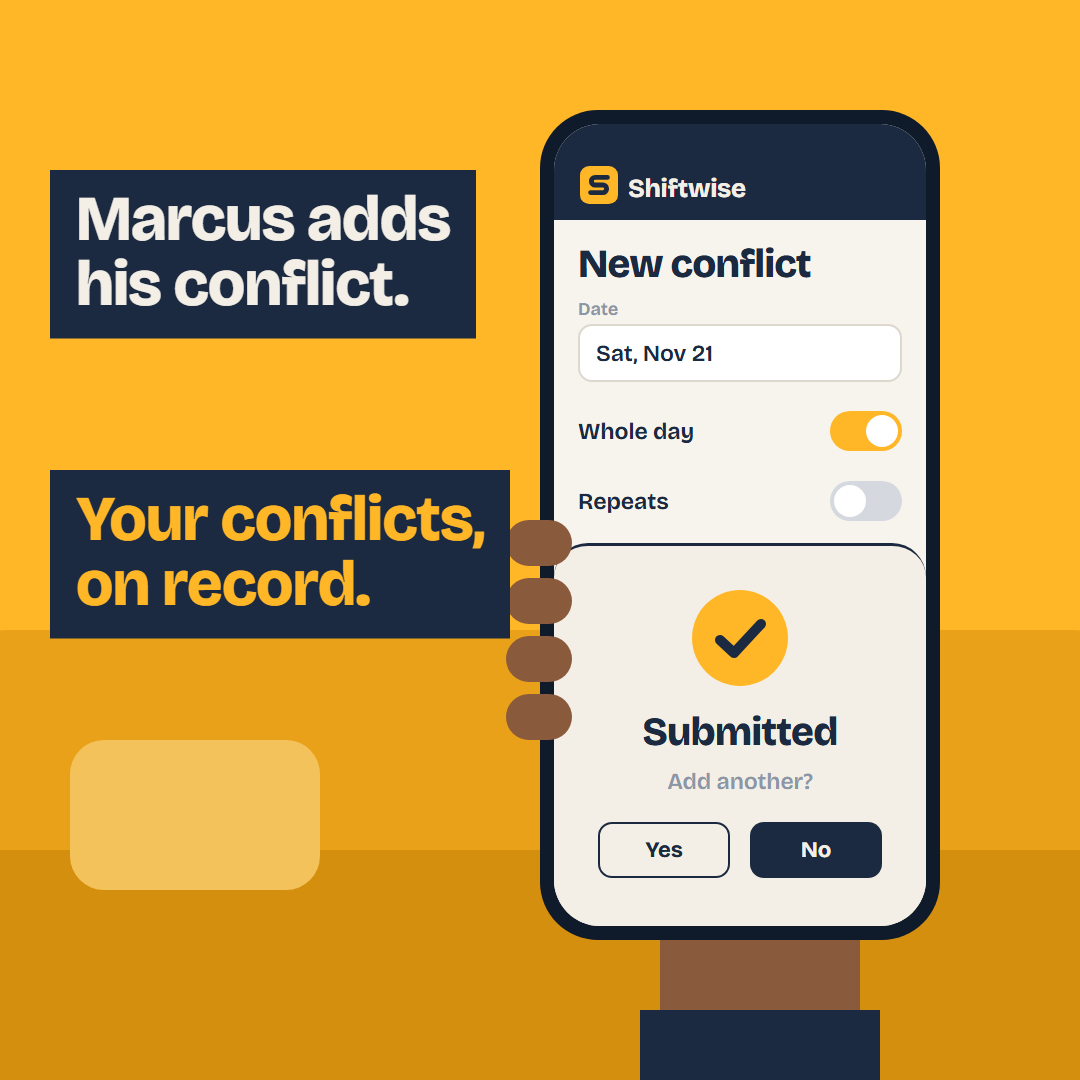 Marcus adds
his conflict.
Your conflicts,
on record.
Shiftwise
New conflict
Date
Sat, Nov 21
Whole day
Repeats
Submitted
Add another?
Yes
No